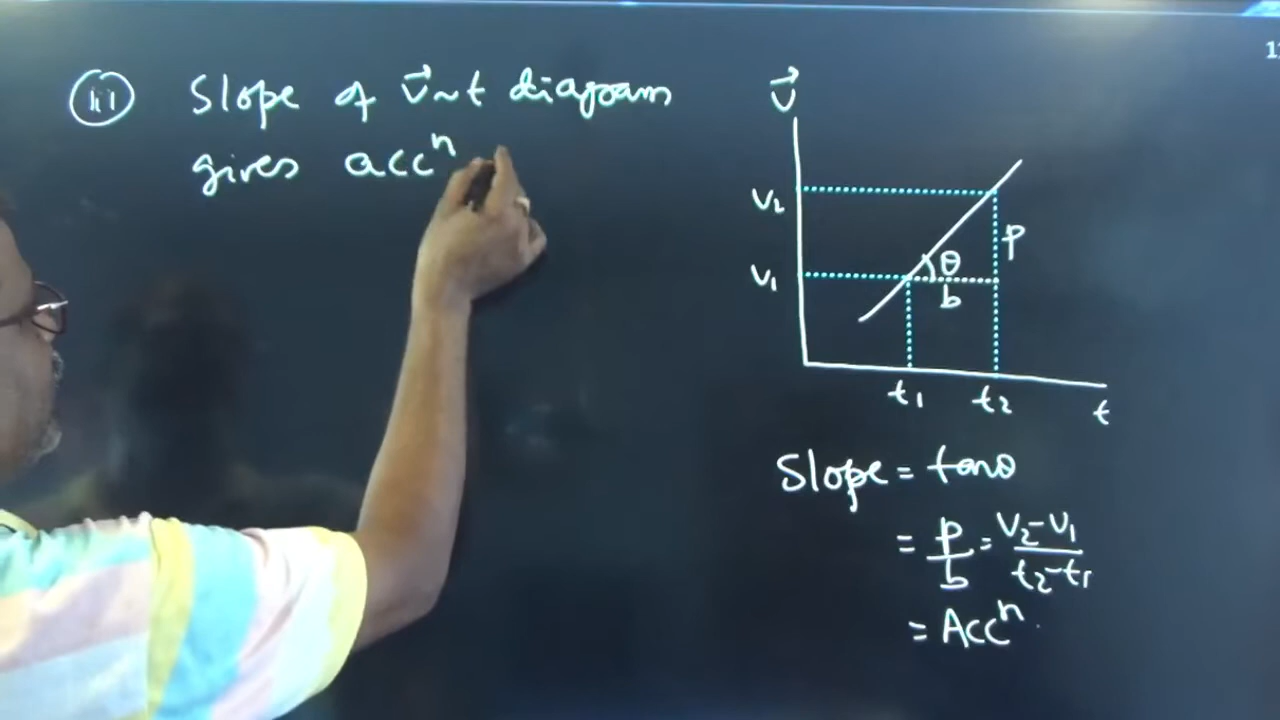 (iii) Slope of v⃗~t diagram
gives accⁿ
v⃗
v₂
p
v₁
θ
b
t₁ t₂ t
Slope = tanθ
= p/b = v₂-v₁/t₂-t₁
= Accⁿ.